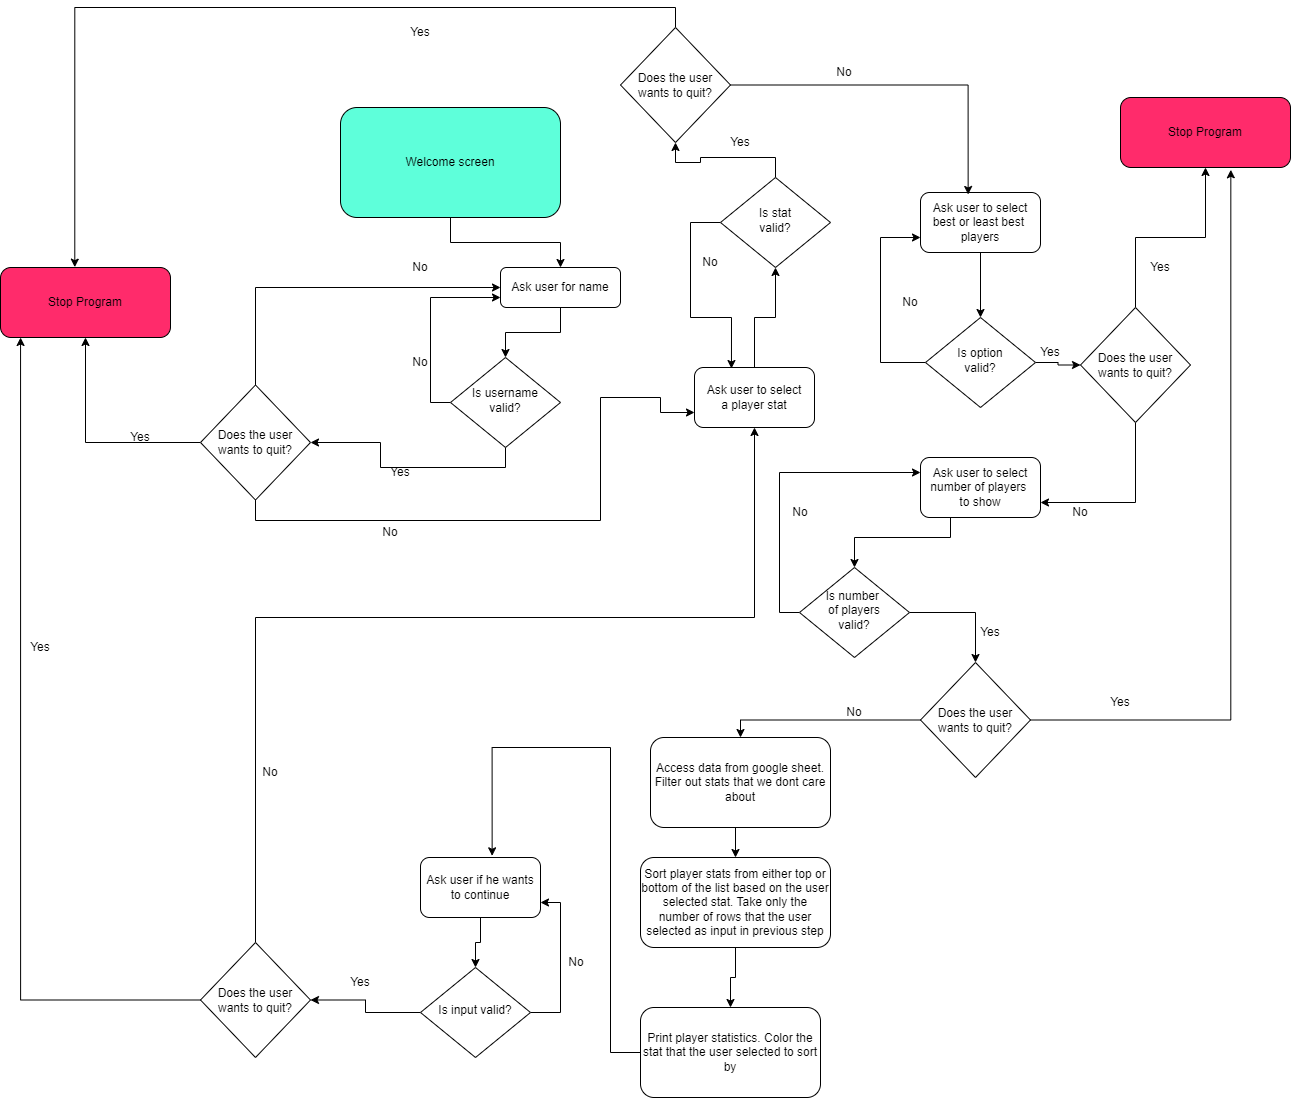 Yes
Does the user
wants to quit?
No
Stop Program
Welcome screen
Yes
Is stat
valid?
No
Ask user to select
best or least best
players
No
Ask user for name
Stop Program
Yes
No
No
Is username
valid?
Is option
valid?
Yes
Does the user
wants to quit?
Ask user to select
a player stat
Does the user
wants to quit?
Yes
Yes
No
Ask user to select
number of players
to show
No
No
Is number
of players
valid?
Yes
Yes
Does the user
wants to quit?
Yes
No
Access data from google sheet.
Filter out stats that we dont care
about
No
Ask user if he wants
to continue
Sort player stats from either top or
bottom of the list based on the user
selected stat. Take only the
number of rows that the user
selected as input in previous step
No
Yes
Does the user
wants to quit?
Is input valid?
Print player statistics. Color the
stat that the user selected to sort
by